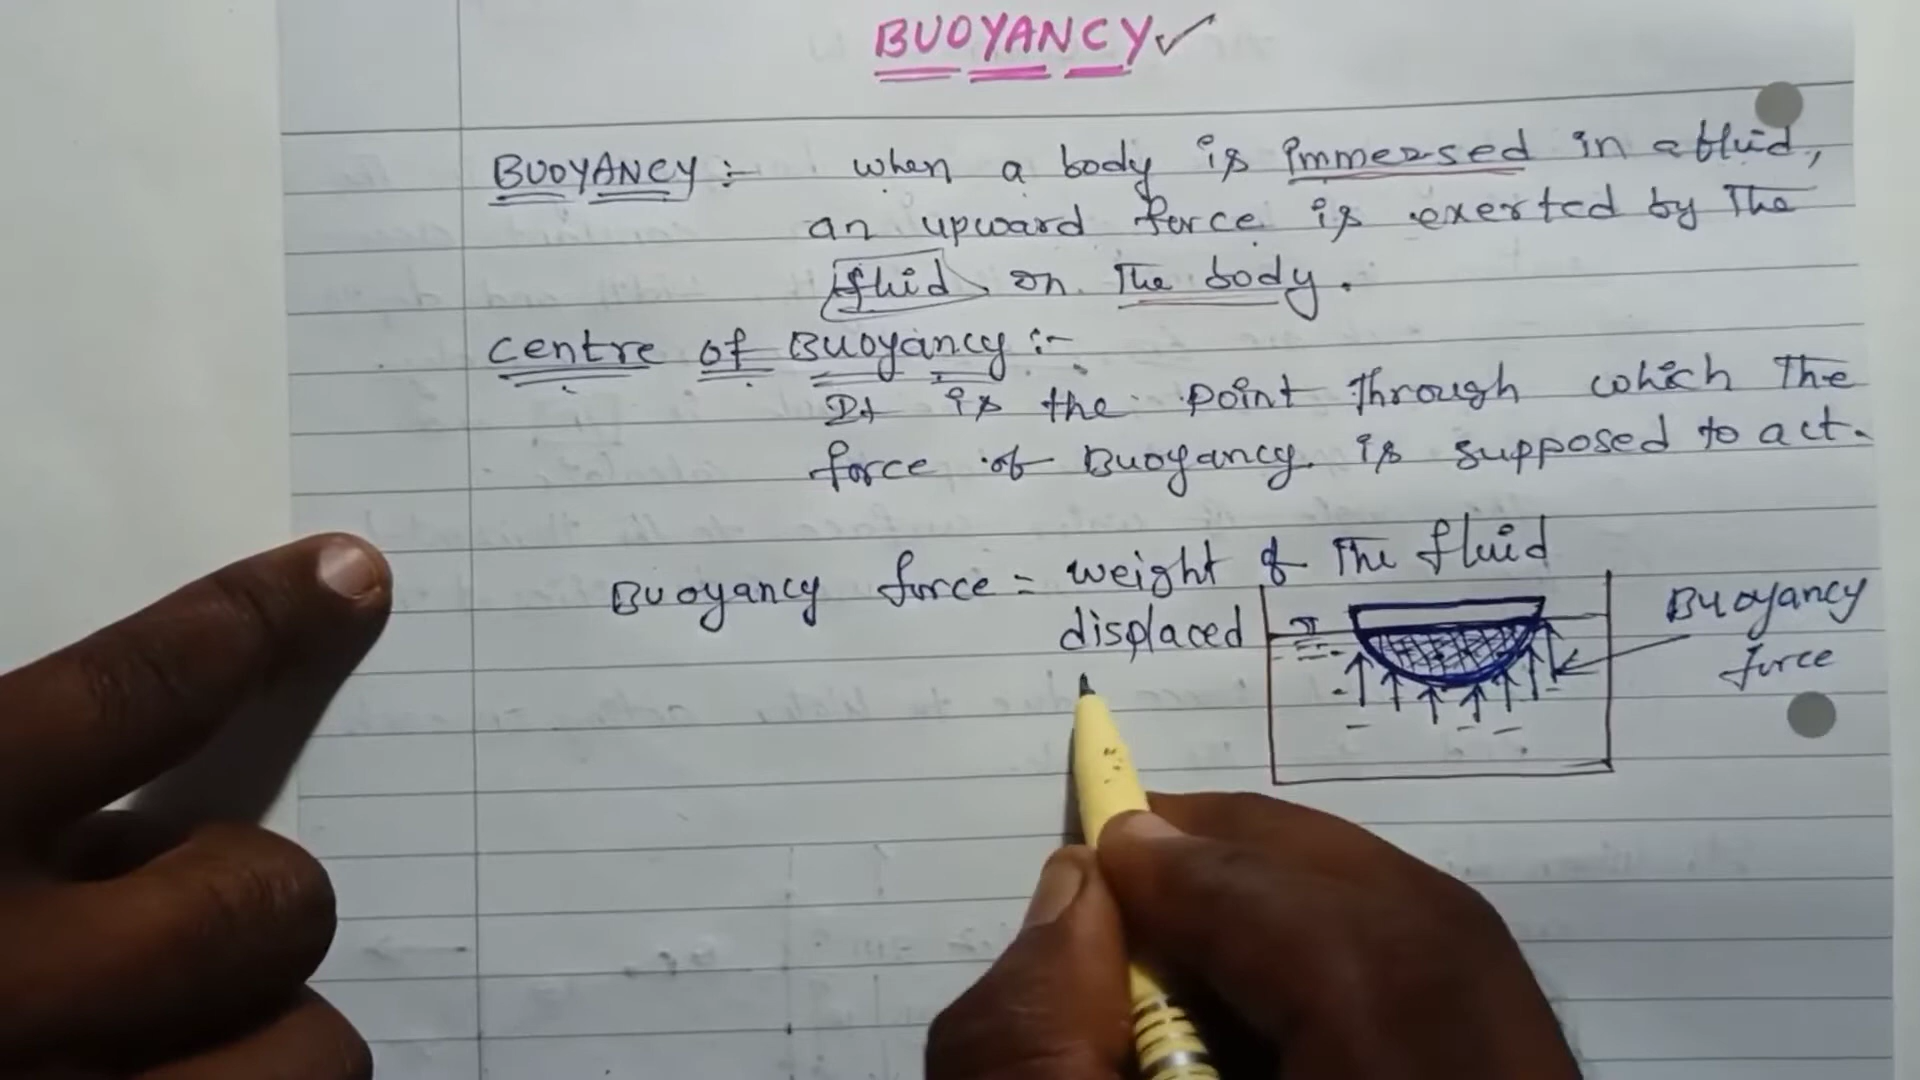 BUOYANCY
BUOYANCY :- when a body is immersed in a fluid,
an upward force is exerted by The
fluid on The body.
centre of Buoyancy :-
It is the point through which The
force of Buoyancy is supposed to act.
Buoyancy force = weight of The fluid
displaced
Buoyancy
force